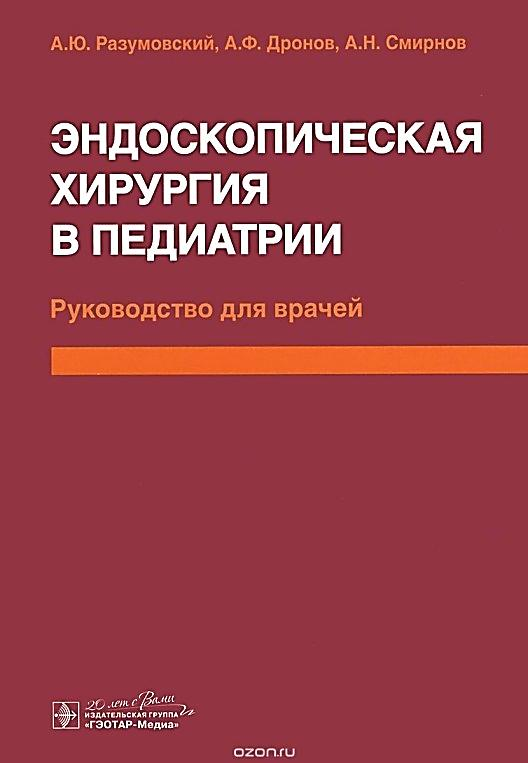 А.Ю. Разумовский, А.Ф. Дронов, А.Н. Смирнов
ЭНДОСКОПИЧЕСКАЯ
ХИРУРГИЯ
В ПЕДИАТРИИ
Руководство для врачей
20 лет с Вами
ИЗДАТЕЛЬСКАЯ ГРУППА
«ГЭОТАР-Медиа»
ozon.ru